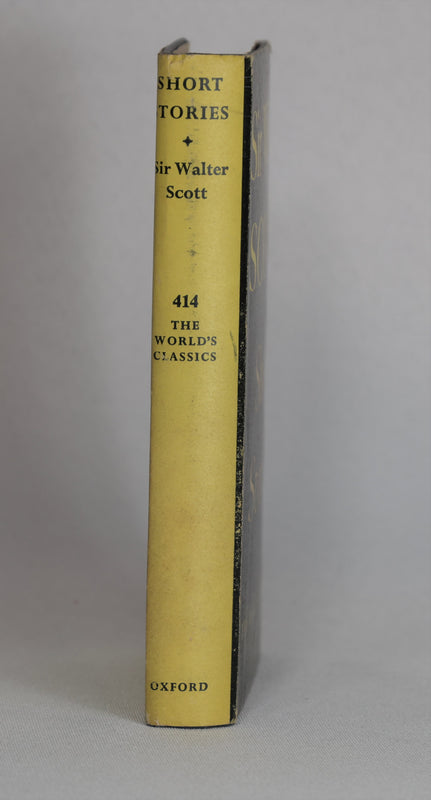 SHORT
STORIES
Sir Walter
Scott
414
THE
WORLD'S
CLASSICS
OXFORD